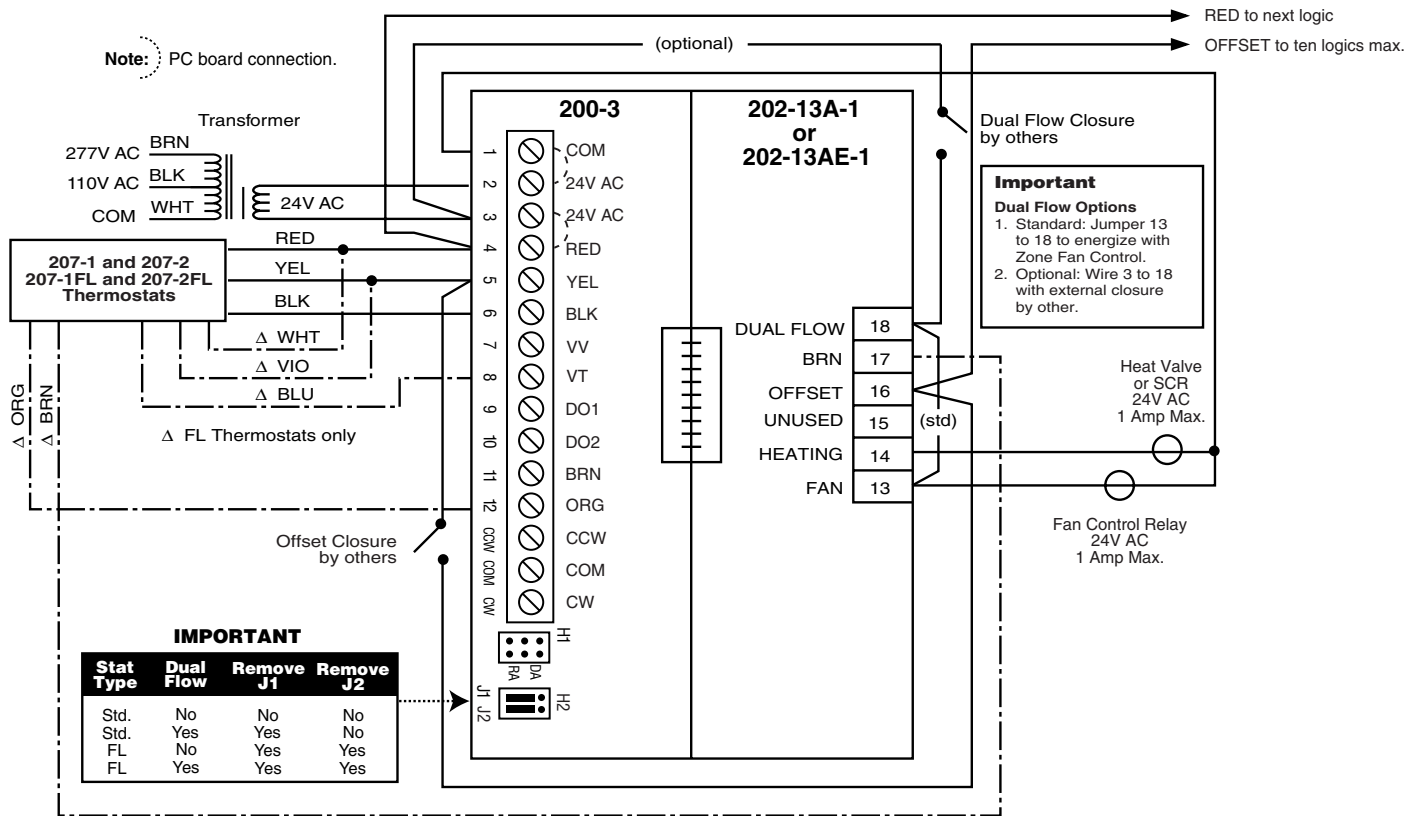 RED to next logic
(optional)
OFFSET to ten logics max.
Note: PC board connection.
200-3
202-13A-1
or
202-13AE-1
Dual Flow Closure
by others
Transformer
277V AC BRN
110V AC BLK
COM WHT
24V AC
1 COM
2 24V AC
3 24V AC
4 RED
5 YEL
6 BLK
7 VV
8 VT
9 DO1
10 DO2
11 BRN
12 ORG
CCW CCW
COM COM
CW CW
Important
Dual Flow Options
1. Standard: Jumper 13
to 18 to energize with
Zone Fan Control.
2. Optional: Wire 3 to 18
with external closure
by other.
207-1 and 207-2
207-1FL and 207-2FL
Thermostats
RED
YEL
BLK
Δ WHT
Δ VIO
Δ BLU
Δ ORG
Δ BRN
Δ FL Thermostats only
DUAL FLOW 18
BRN 17
OFFSET 16
UNUSED 15
HEATING 14
FAN 13
(std)
Heat Valve
or SCR
24V AC
1 Amp Max.
Fan Control Relay
24V AC
1 Amp Max.
Offset Closure
by others
H1
RA DA
J1 J2
H2
IMPORTANT
Stat Type Dual Flow Remove J1 Remove J2
Std. No No No
Std. Yes Yes No
FL No Yes Yes
FL Yes Yes Yes